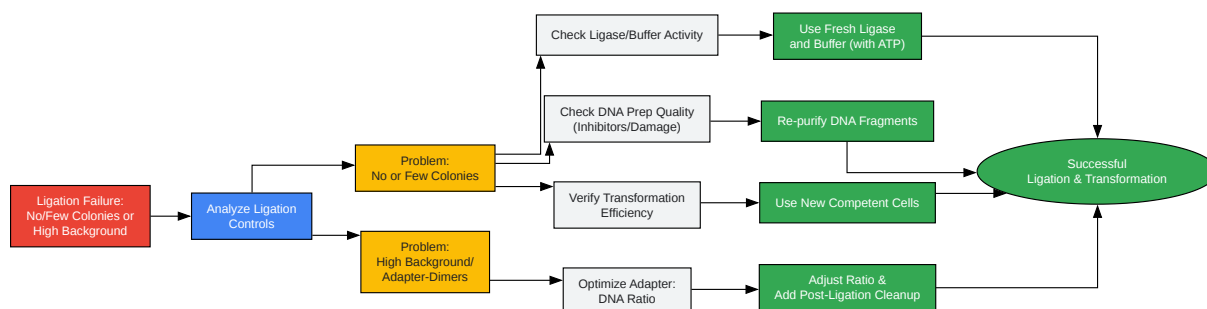 Ligation Failure:
No/Few Colonies or
High Background
Analyze Ligation
Controls
Problem:
No or Few Colonies
Problem:
High Background/
Adapter-Dimers
Check Ligase/Buffer Activity
Check DNA Prep Quality
(Inhibitors/Damage)
Verify Transformation
Efficiency
Optimize Adapter:
DNA Ratio
Use Fresh Ligase
and Buffer (with ATP)
Re-purify DNA Fragments
Use New Competent Cells
Adjust Ratio &
Add Post-Ligation Cleanup
Successful
Ligation & Transformation